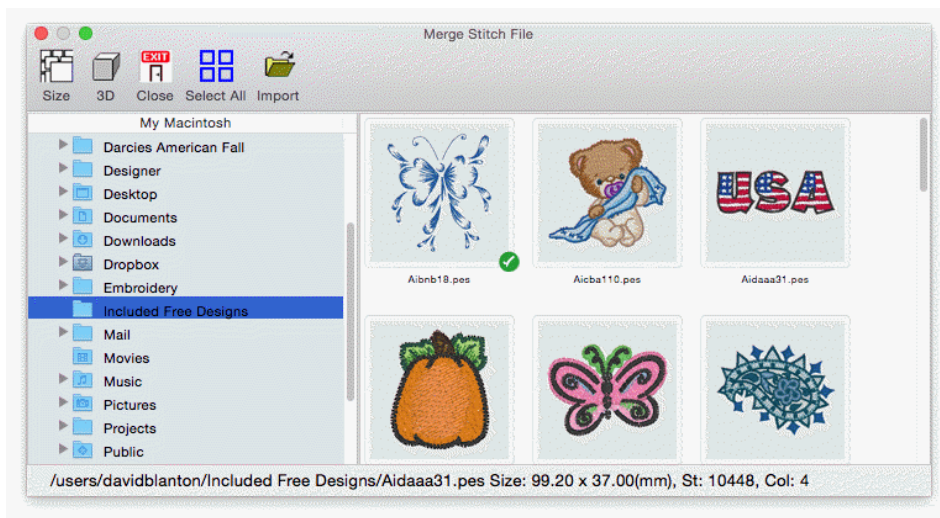 Merge Stitch File
EXIT
Size 3D Close Select All Import
My Macintosh
Darcies American Fall
Designer
Desktop
Documents
Downloads
Dropbox
Embroidery
Included Free Designs
Mail
Movies
Music
Pictures
Projects
Public
USA
Aibnb18.pes Aicba110.pes Aidaaa31.pes
/users/davidblanton/Included Free Designs/Aidaaa31.pes Size: 99.20 x 37.00(mm), St: 10448, Col: 4